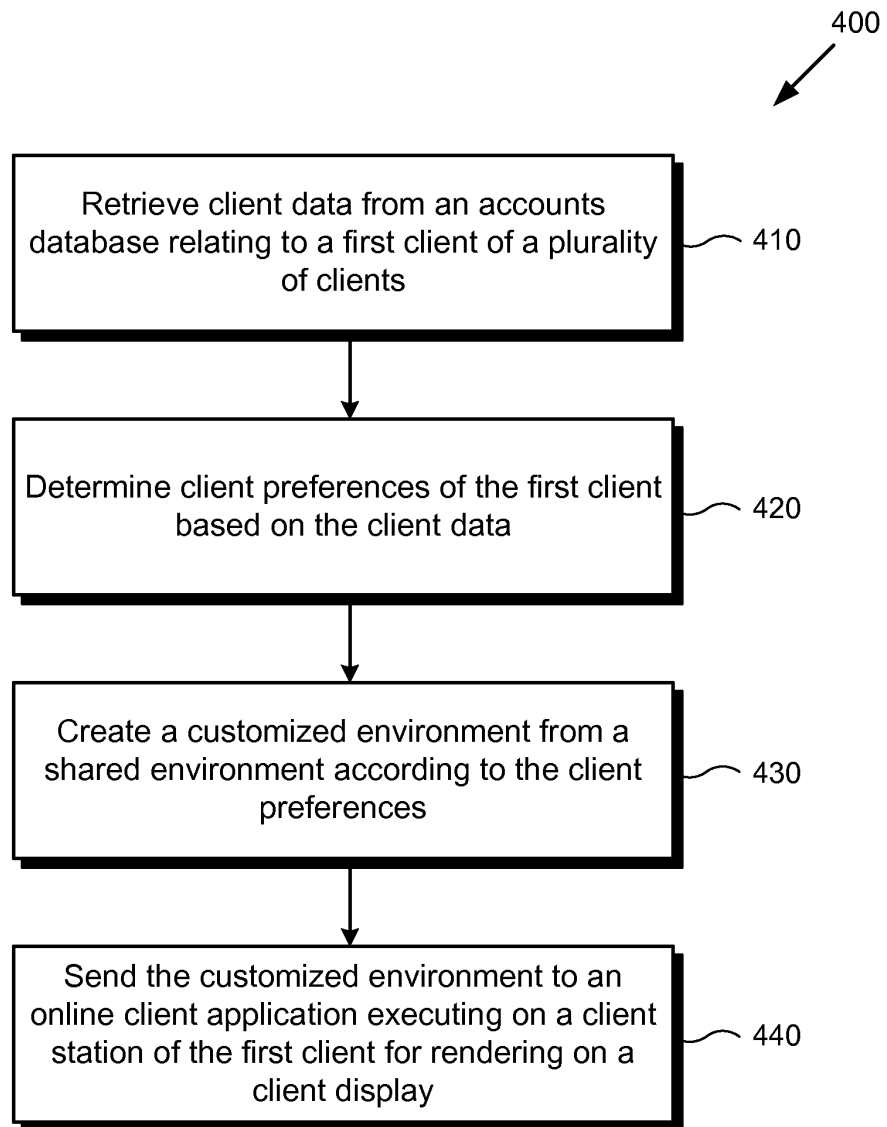 400
Retrieve client data from an accounts
database relating to a first client of a plurality
of clients
410
Determine client preferences of the first client
based on the client data
420
Create a customized environment from a
shared environment according to the client
preferences
430
Send the customized environment to an
online client application executing on a client
station of the first client for rendering on a
client display
440